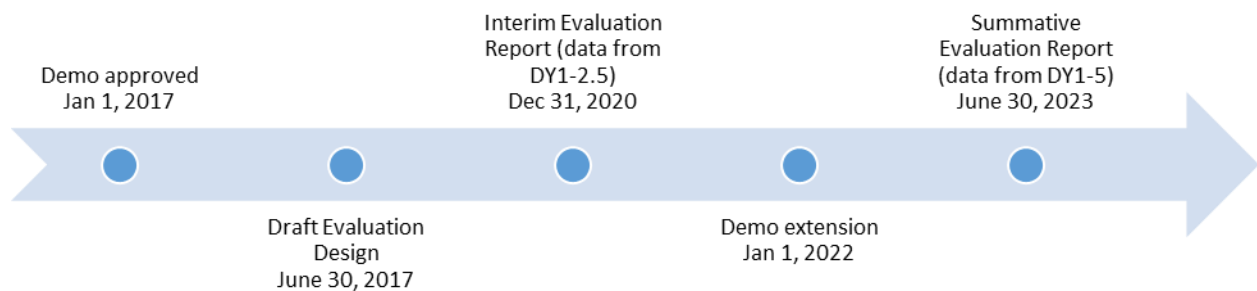 Demo approved
Jan 1, 2017
Draft Evaluation
Design
June 30, 2017
Interim Evaluation
Report (data from
DY1-2.5)
Dec 31, 2020
Demo extension
Jan 1, 2022
Summative
Evaluation Report
(data from DY1-5)
June 30, 2023